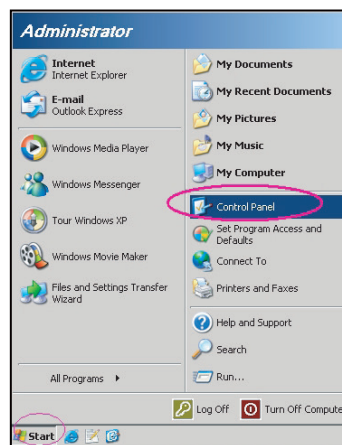 Administrator
Internet
Internet Explorer
E-mail
Outlook Express
Windows Media Player
Windows Messenger
Tour Windows XP
Windows Movie Maker
Files and Settings Transfer
Wizard
All Programs
My Documents
My Recent Documents
My Pictures
My Music
My Computer
Control Panel
Set Program Access and
Defaults
Connect To
Printers and Faxes
Help and Support
Search
Run...
Log Off
Turn Off Compute
Start